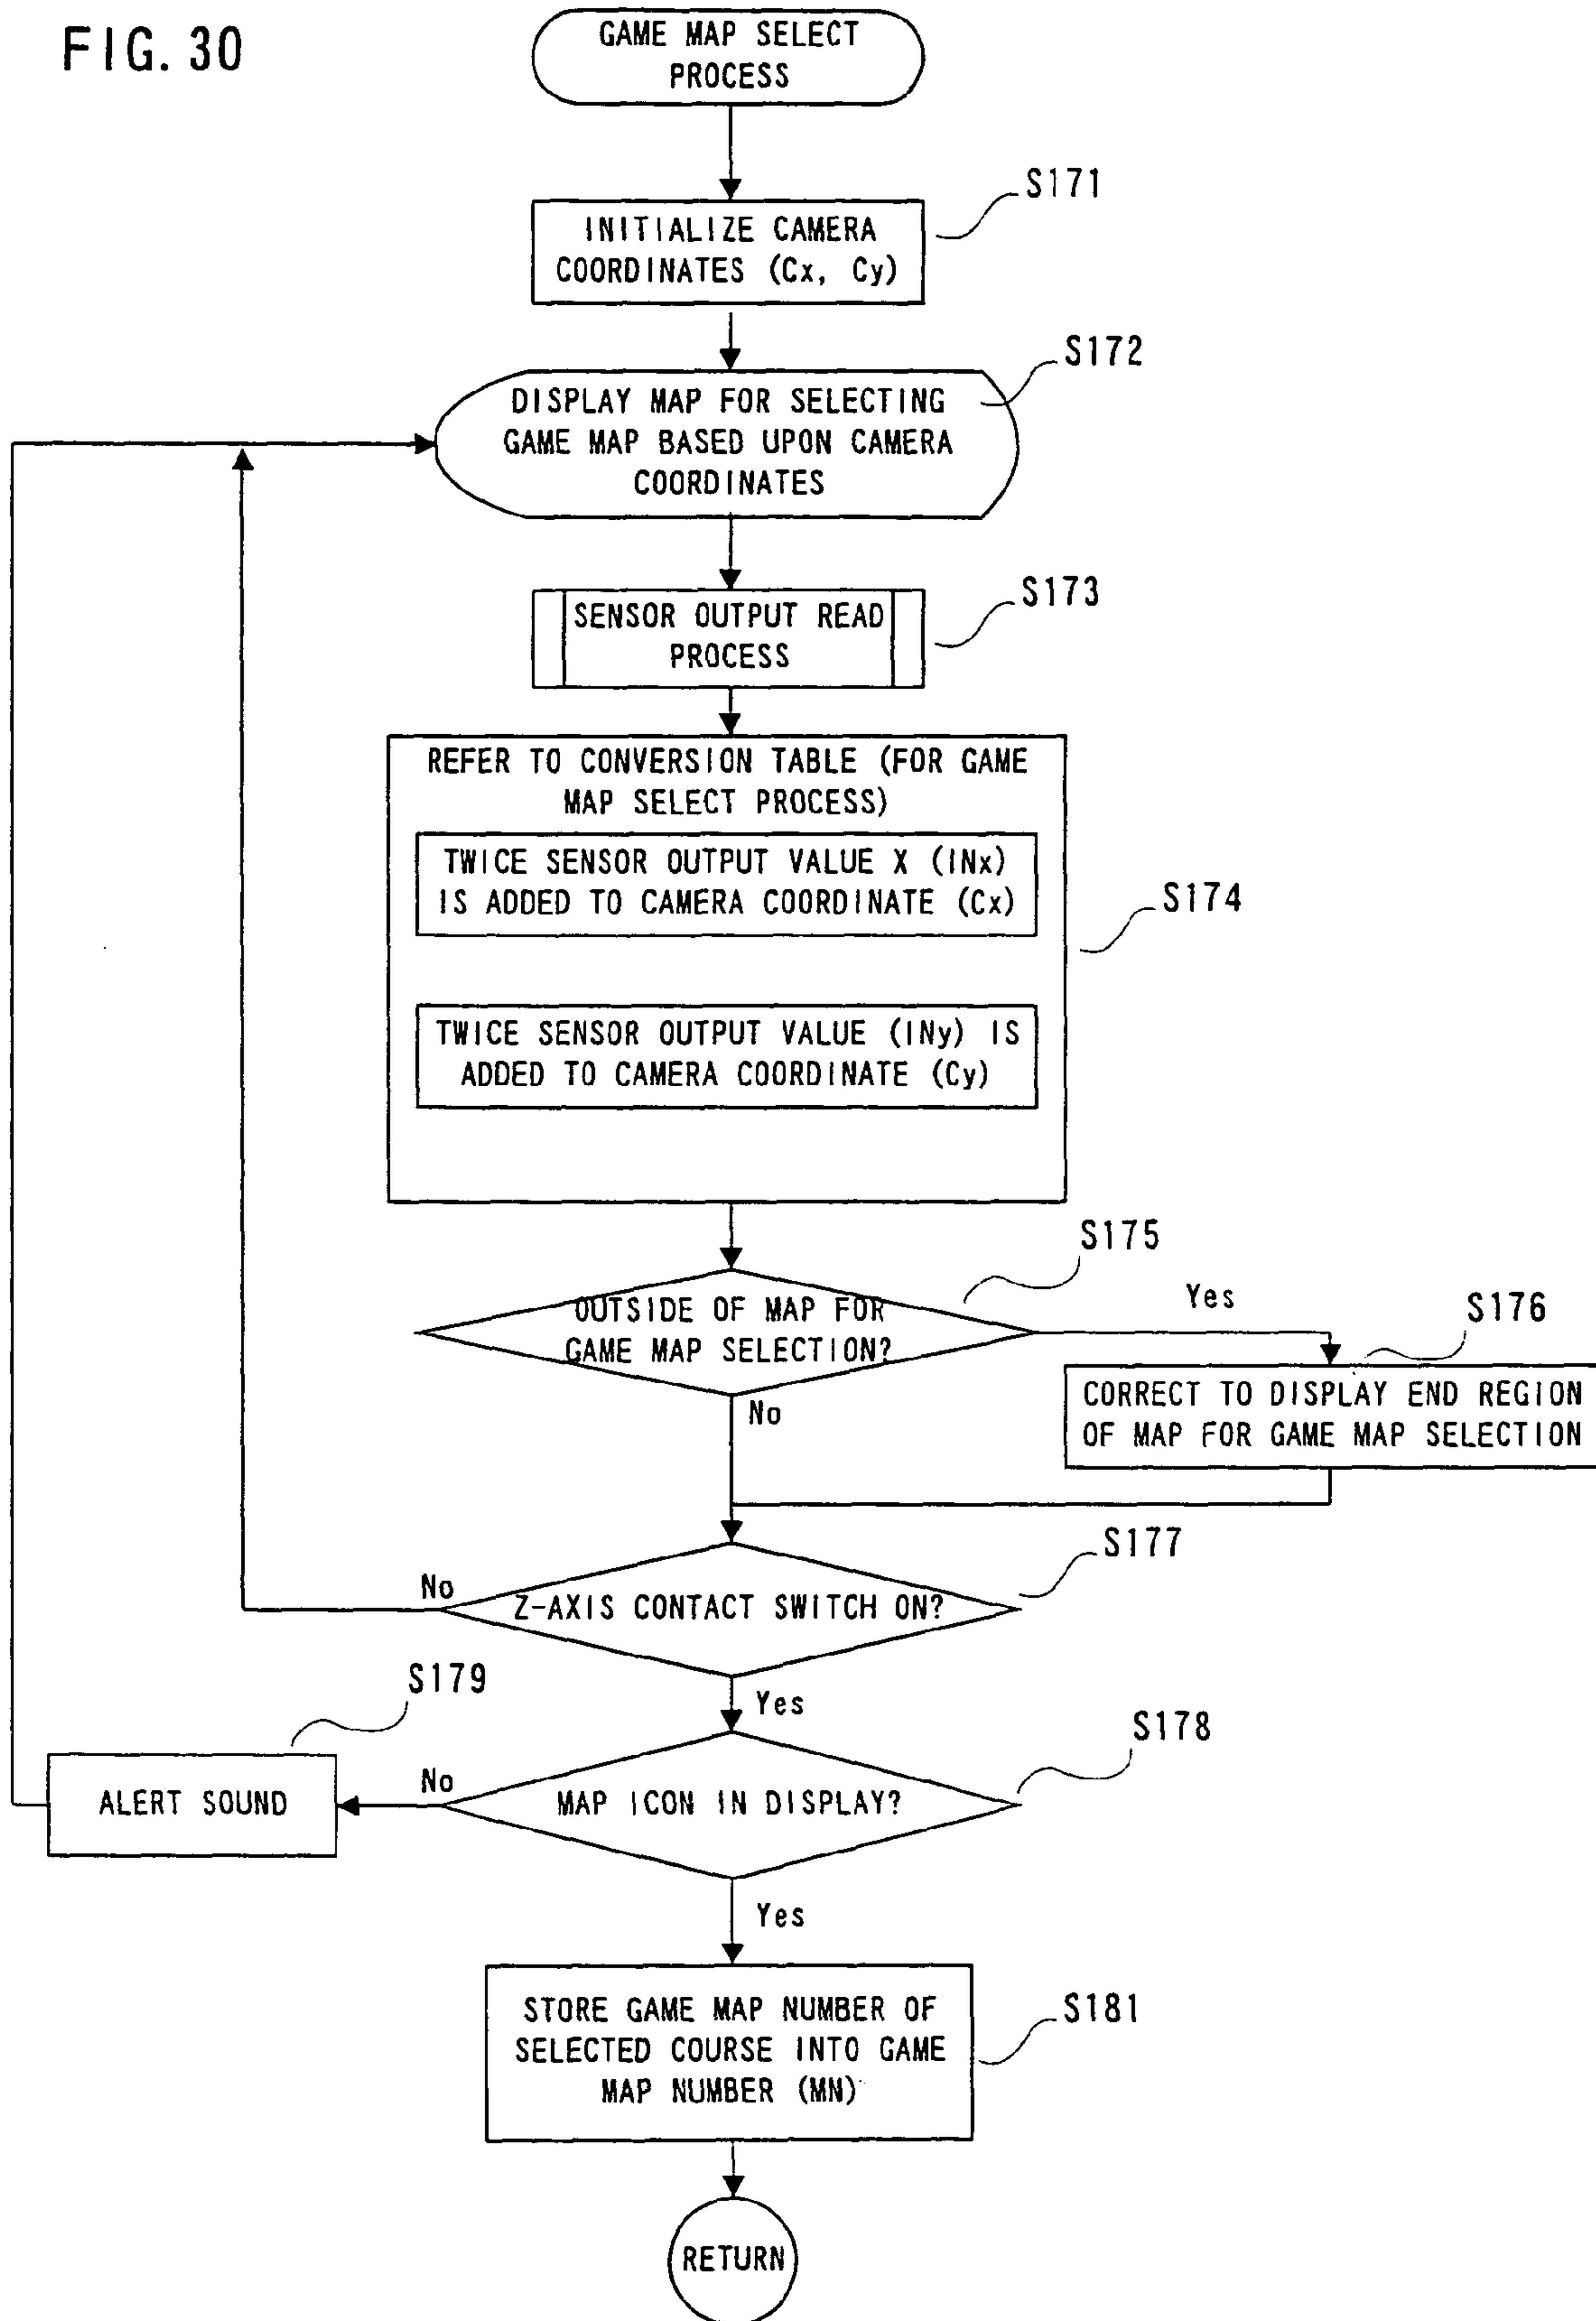 FIG. 30
GAME MAP SELECT
PROCESS
S171
INITIALIZE CAMERA
COORDINATES (Cx, Cy)
S172
DISPLAY MAP FOR SELECTING
GAME MAP BASED UPON CAMERA
COORDINATES
S173
SENSOR OUTPUT READ
PROCESS
REFER TO CONVERSION TABLE (FOR GAME
MAP SELECT PROCESS)
TWICE SENSOR OUTPUT VALUE X (INx)
IS ADDED TO CAMERA COORDINATE (Cx)
S174
TWICE SENSOR OUTPUT VALUE (INy) IS
ADDED TO CAMERA COORDINATE (Cy)
S175
OUTSIDE OF MAP FOR
GAME MAP SELECTION?
Yes
S176
CORRECT TO DISPLAY END REGION
OF MAP FOR GAME MAP SELECTION
No
S177
No
Z-AXIS CONTACT SWITCH ON?
S179
Yes
S178
ALERT SOUND
No
MAP ICON IN DISPLAY?
Yes
STORE GAME MAP NUMBER OF
SELECTED COURSE INTO GAME
MAP NUMBER (MN)
S181
RETURN